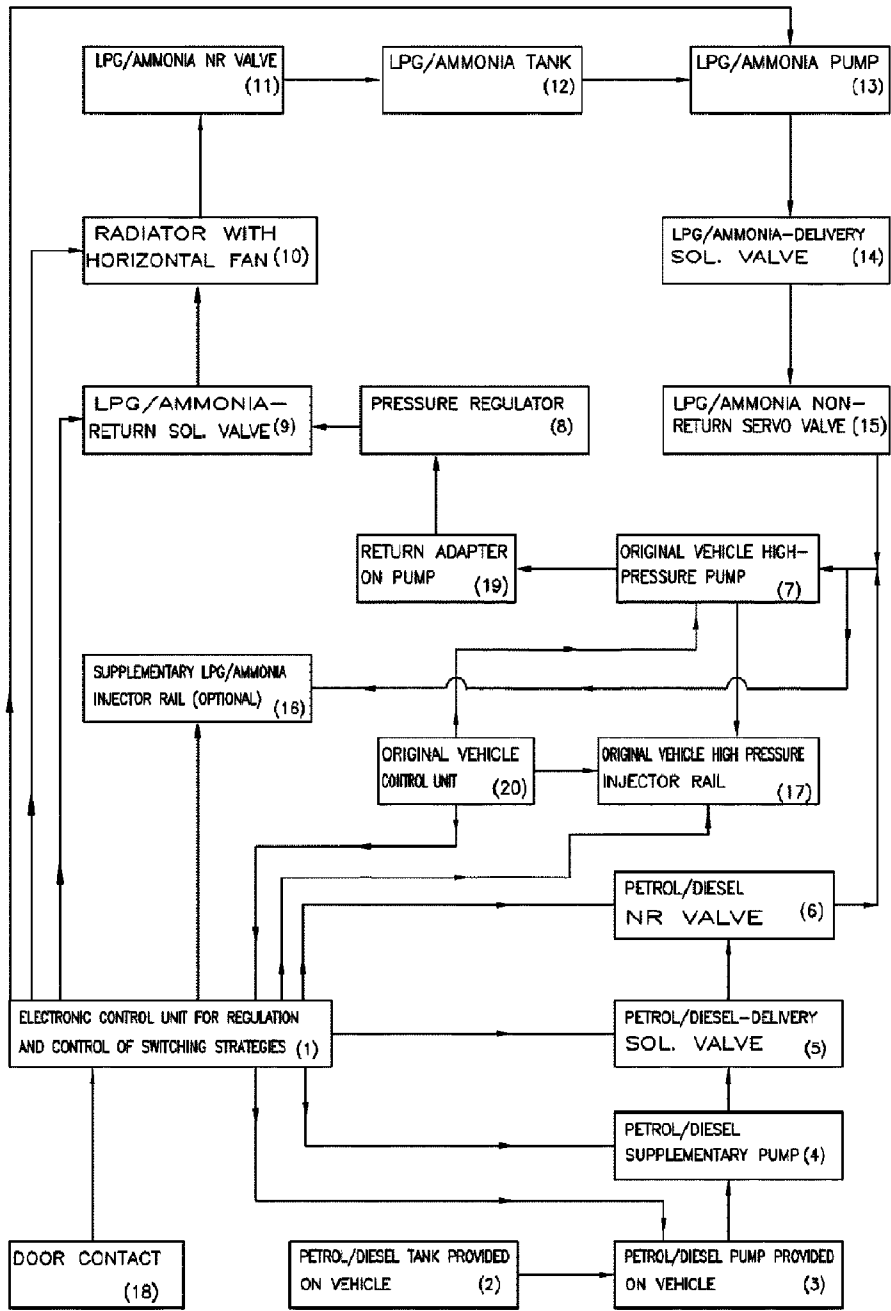 LPG/AMMONIA NR VALVE
(11)
LPG/AMMONIA TANK
(12)
LPG/AMMONIA PUMP
(13)
RADIATOR WITH
HORIZONTAL FAN (10)
LPG/AMMONIA-DELIVERY
SOL. VALVE (14)
LPG/AMMONIA-
RETURN SOL. VALVE (9)
PRESSURE REGULATOR
(8)
LPG/AMMONIA NON-
RETURN SERVO VALVE (15)
RETURN ADAPTER
ON PUMP
(19)
ORIGINAL VEHICLE HIGH-
PRESSURE PUMP
(7)
SUPPLEMENTARY LPG/AMMONIA
INJECTOR RAIL (OPTIONAL)
(16)
ORIGINAL VEHICLE
CONTROL UNIT
(20)
ORIGINAL VEHICLE HIGH PRESSURE
INJECTOR RAIL
(17)
PETROL/DIESEL
NR VALVE (6)
ELECTRONIC CONTROL UNIT FOR REGULATION
AND CONTROL OF SWITCHING STRATEGIES (1)
PETROL/DIESEL-DELIVERY
SOL. VALVE (5)
PETROL/DIESEL
SUPPLEMENTARY PUMP (4)
DOOR CONTACT
(18)
PETROL/DIESEL TANK PROVIDED
ON VEHICLE (2)
PETROL/DIESEL PUMP PROVIDED
ON VEHICLE (3)